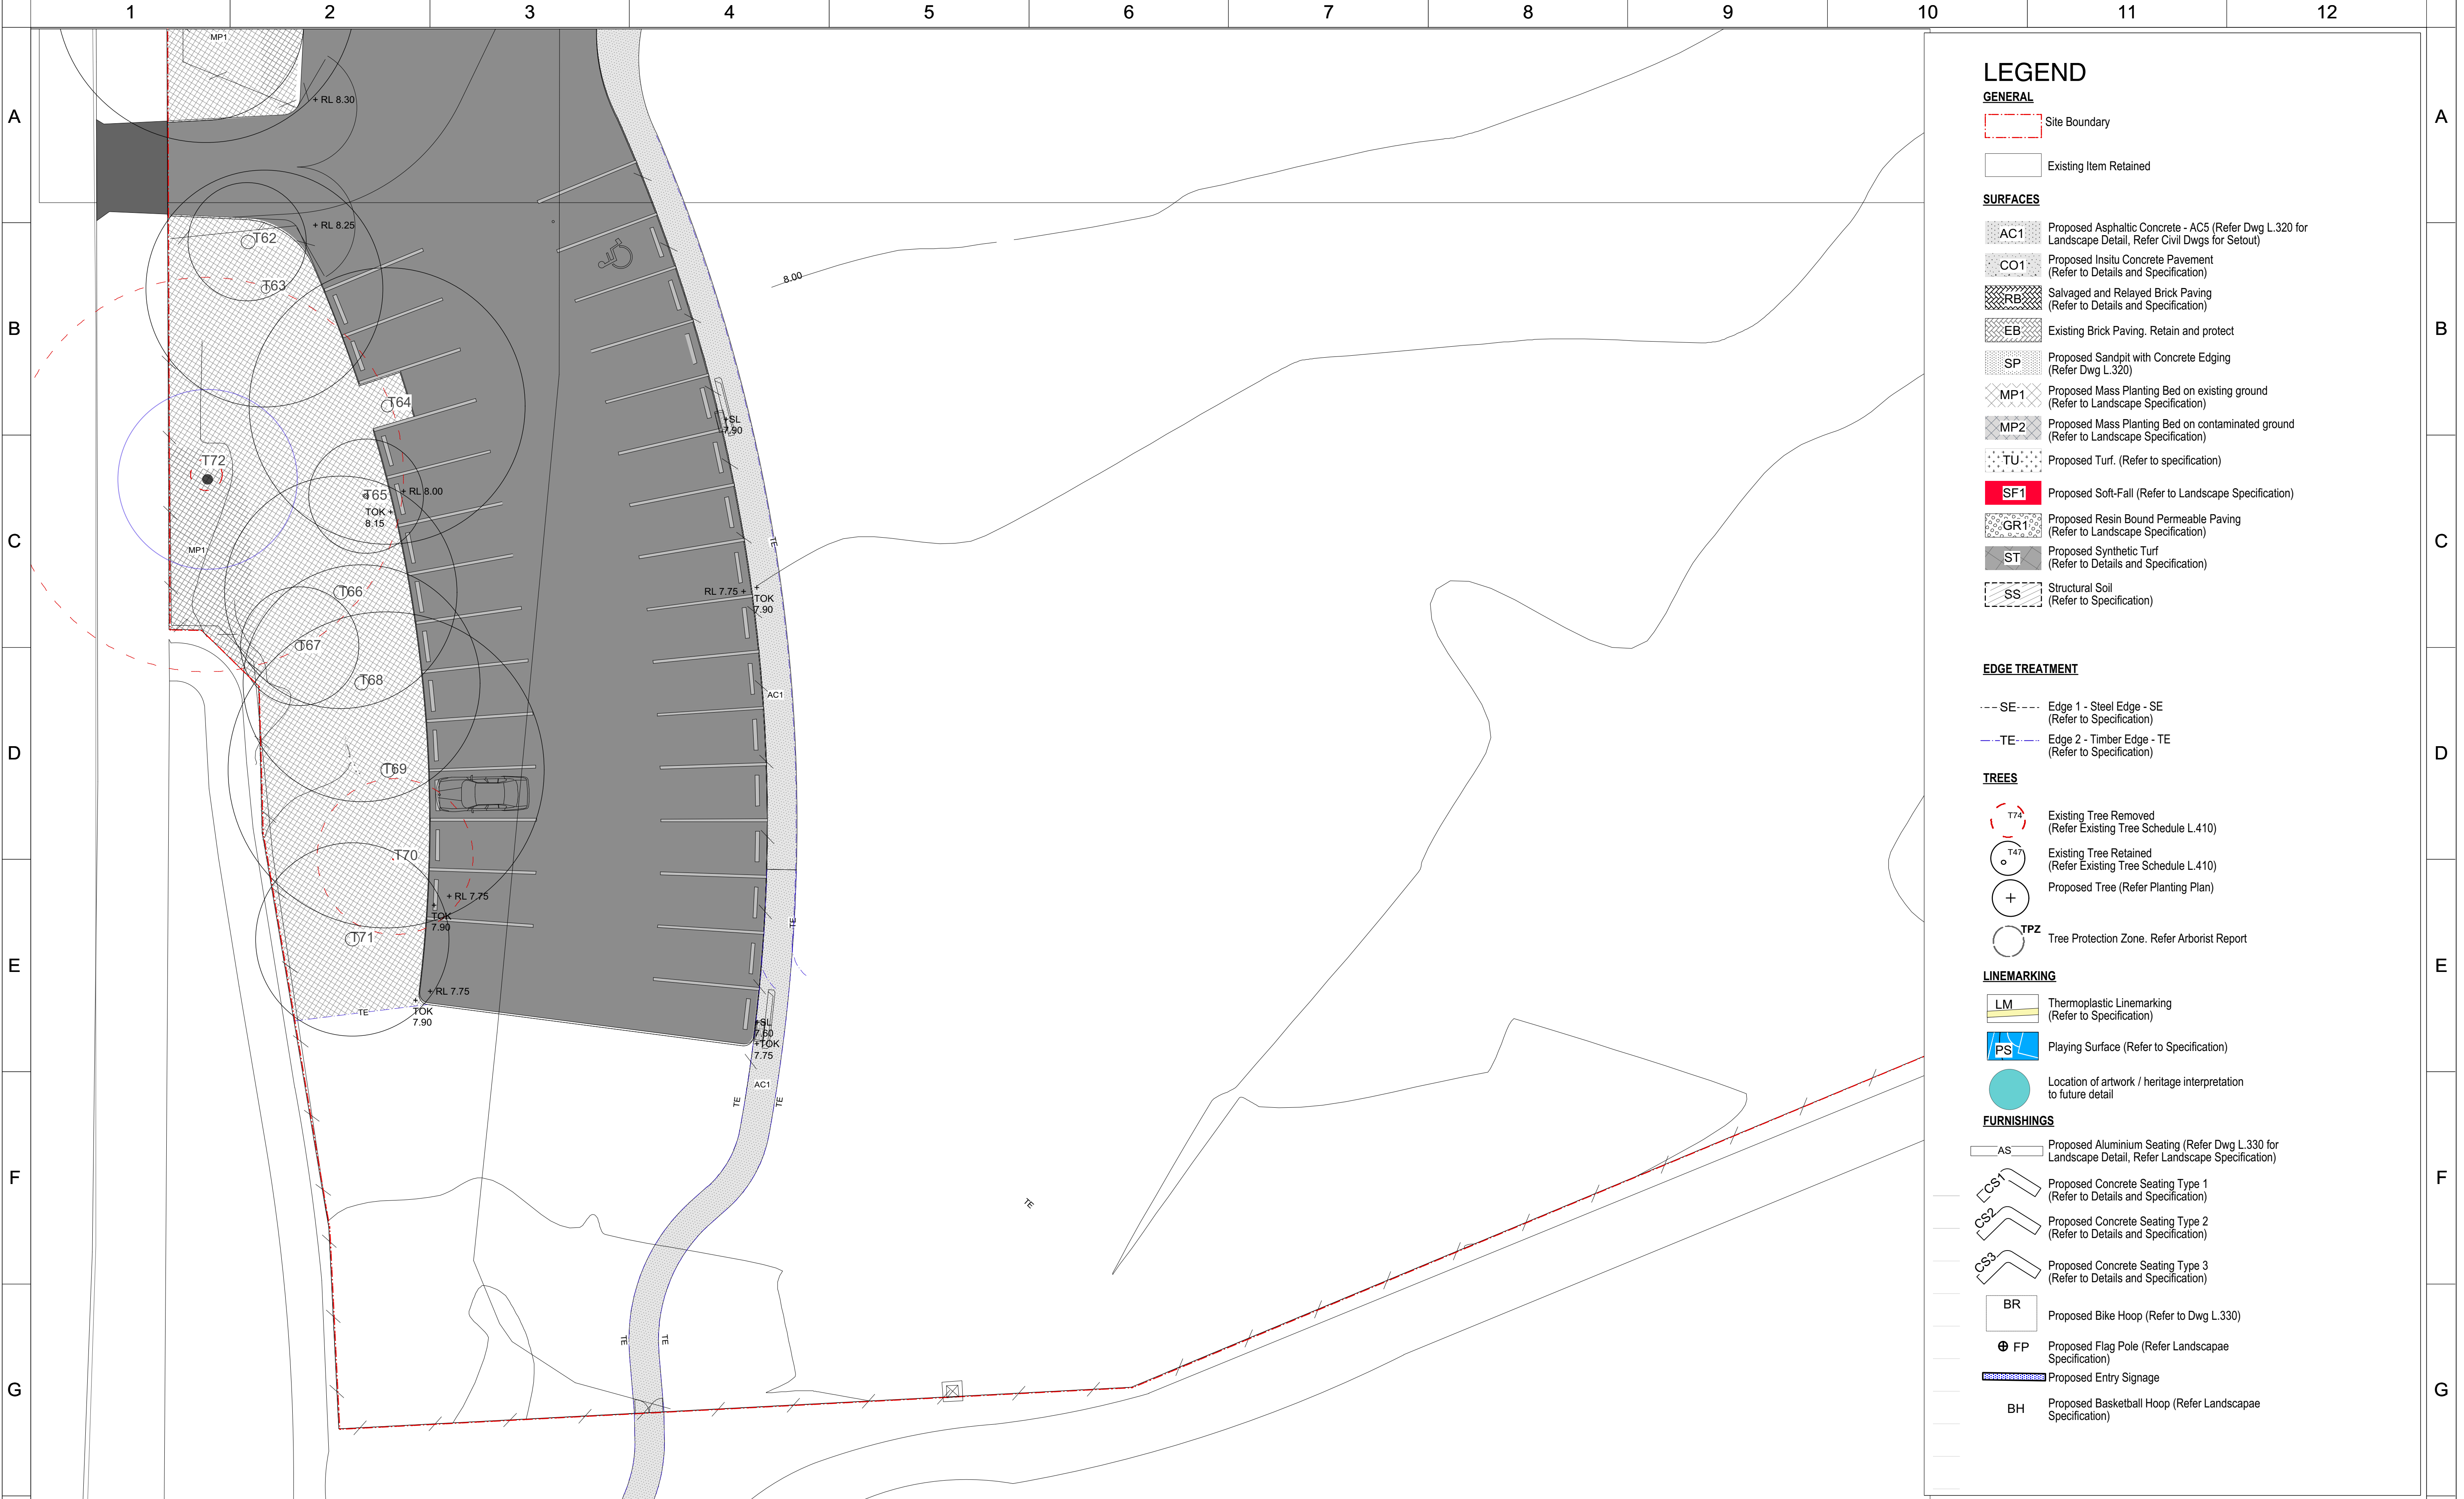 1 2 3 4 5 6 7 8 9 10 11 12
A
B
C
D
E
F
G
MP1
+ RL 8.30
+ RL 8.25
T62
T63
8.00
T64
+SL
7.90
T72
T65
+ RL 8.00
TOK +
8.15
TE
MP1
T66
RL 7.75 +
+
TOK
7.90
T67
T68
AC1
T69
T70
+ RL 7.75
+
TOK
7.90
TE
T71
+ RL 7.75
+
TOK
7.90
TE
+SL
7.60
+TOK
7.75
AC1
TE
TE
TE
TE
TE
LEGEND
GENERAL
Site Boundary
Existing Item Retained
SURFACES
AC1 Proposed Asphaltic Concrete - AC5 (Refer Dwg L.320 for
Landscape Detail, Refer Civil Dwgs for Setout)
CO1 Proposed Insitu Concrete Pavement
(Refer to Details and Specification)
RB Salvaged and Relayed Brick Paving
(Refer to Details and Specification)
EB Existing Brick Paving. Retain and protect
SP Proposed Sandpit with Concrete Edging
(Refer Dwg L.320)
MP1 Proposed Mass Planting Bed on existing ground
(Refer to Landscape Specification)
MP2 Proposed Mass Planting Bed on contaminated ground
(Refer to Landscape Specification)
TU Proposed Turf. (Refer to specification)
SF1 Proposed Soft-Fall (Refer to Landscape Specification)
GR1 Proposed Resin Bound Permeable Paving
(Refer to Landscape Specification)
ST Proposed Synthetic Turf
(Refer to Details and Specification)
SS Structural Soil
(Refer to Specification)
EDGE TREATMENT
SE Edge 1 - Steel Edge - SE
(Refer to Specification)
TE Edge 2 - Timber Edge - TE
(Refer to Specification)
TREES
T74 Existing Tree Removed
(Refer Existing Tree Schedule L.410)
T47 Existing Tree Retained
(Refer Existing Tree Schedule L.410)
Proposed Tree (Refer Planting Plan)
TPZ Tree Protection Zone. Refer Arborist Report
LINEMARKING
LM Thermoplastic Linemarking
(Refer to Specification)
PS Playing Surface (Refer to Specification)
Location of artwork / heritage interpretation
to future detail
FURNISHINGS
AS Proposed Aluminium Seating (Refer Dwg L.330 for
Landscape Detail, Refer Landscape Specification)
CS1 Proposed Concrete Seating Type 1
(Refer to Details and Specification)
CS2 Proposed Concrete Seating Type 2
(Refer to Details and Specification)
CS3 Proposed Concrete Seating Type 3
(Refer to Details and Specification)
BR Proposed Bike Hoop (Refer to Dwg L.330)
FP Proposed Flag Pole (Refer Landscapae
Specification)
Proposed Entry Signage
BH Proposed Basketball Hoop (Refer Landscapae
Specification)
A
B
C
D
E
F
G